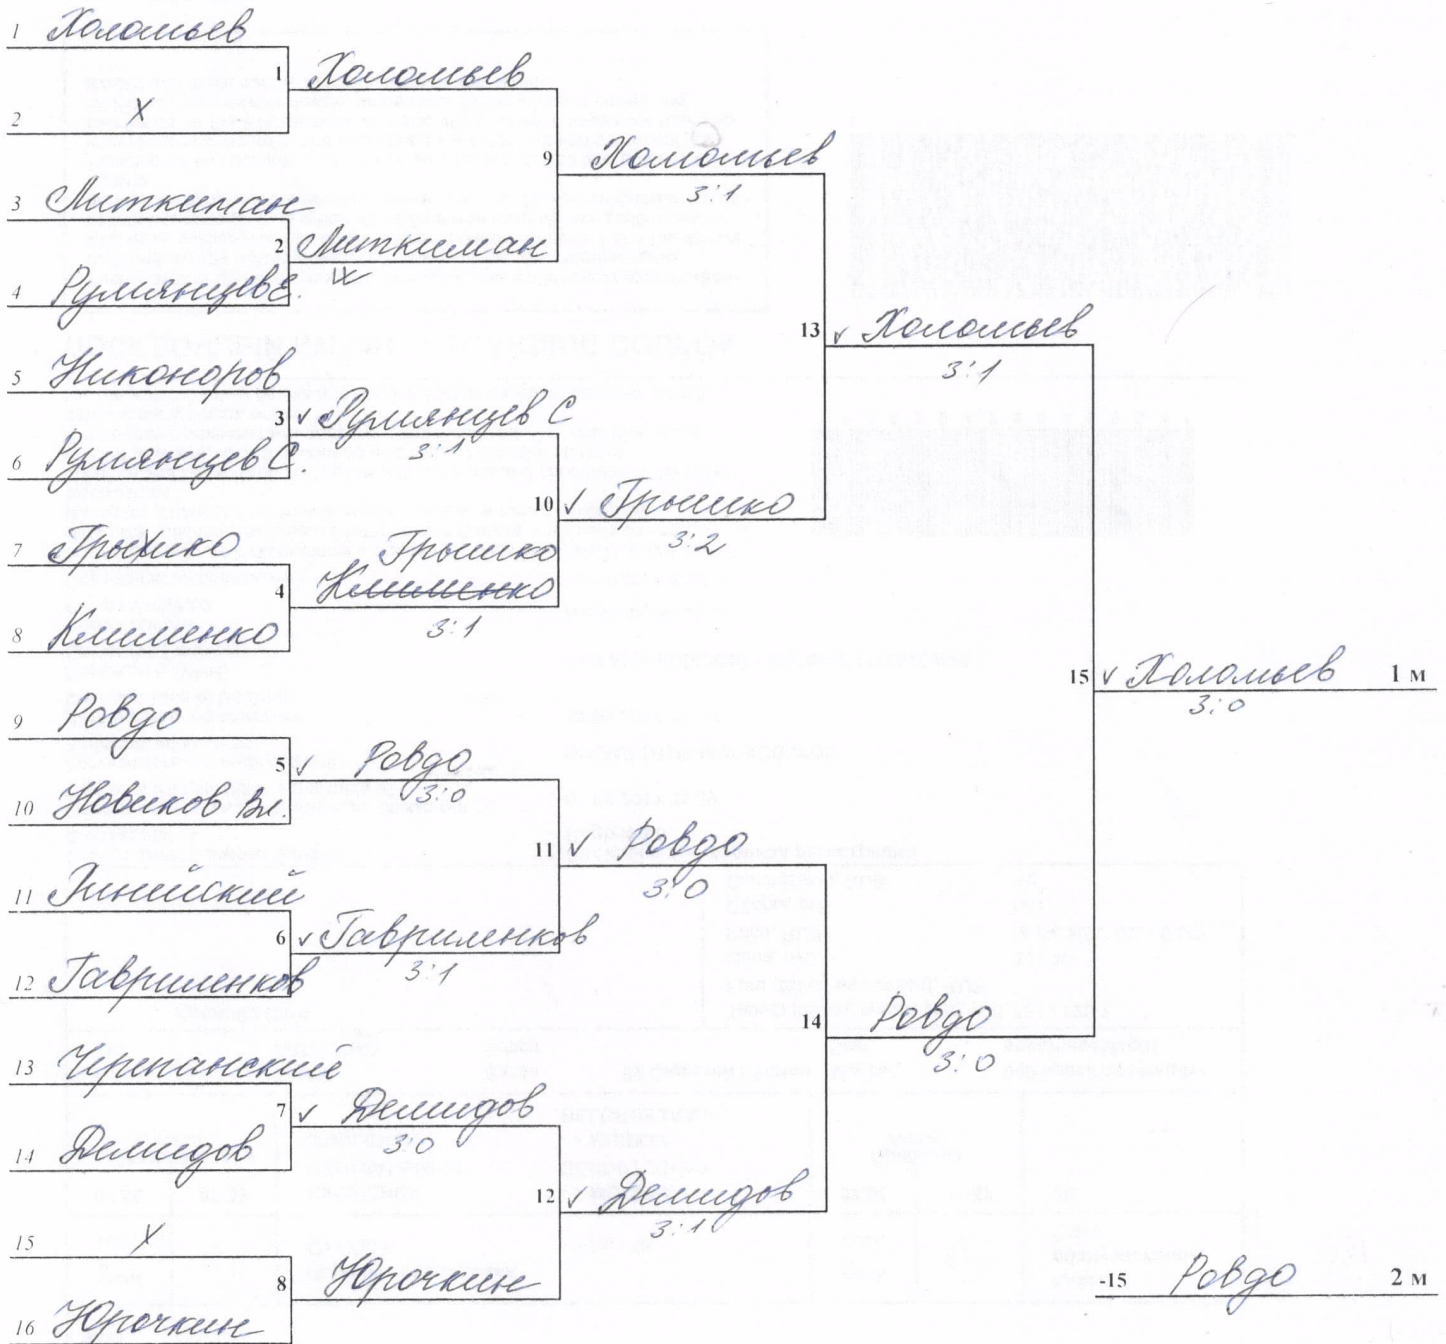 1 Холомьев
1 Холомьев
2 X
9 Холомьев
3:1
3 Литкиман
2 Литкиман
4 Румянцев Е.
13 v Холомьев
3:1
5 Никоноров
3 v Румянцев С
3:1
6 Румянцев С.
10 v Грышко
3:2
7 Грышко
Грышко
4 Клименко
3:1
8 Клименко
15 v Холомьев 1 м
3:0
9 Ровдо
5 v Ровдо
3:0
10 Новиков Вл.
11 v Ровдо
3:0
11
6 v Гавриленков
3:1
12 Гавриленков
14 Ровдо
3:0
13 Черепанский
7 v Демидов
3:0
14 Демидов
12 v Демидов
3:1
15 X
8 Юрочкин
-15 Ровдо 2 м
16 Юрочкин